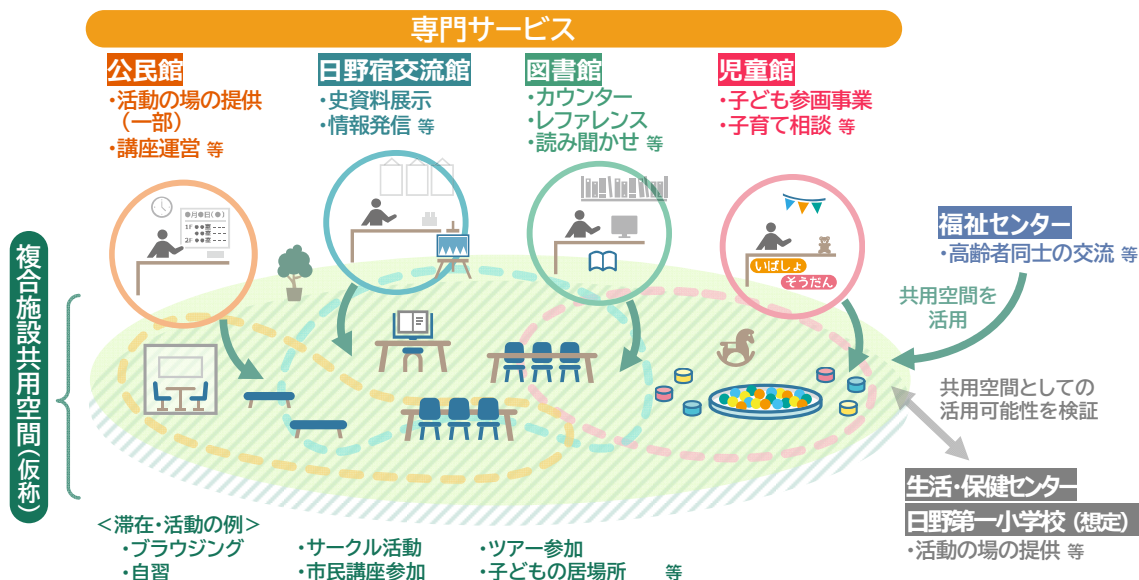 専門サービス
公民館
・活動の場の提供
（一部）
・講座運営 等
日野宿交流館
・史資料展示
・情報発信 等
図書館
・カウンター
・レファレンス
・読み聞かせ 等
児童館
・子ども参画事業
・子育て相談 等
●月●日(●)
1F ●●室
●●室
2F ●●室
いばしょ
そうだん
福祉センター
・高齢者同士の交流 等
共用空間を
活用
複合施設共用空間(仮称)
共用空間としての
活用可能性を検証
生活・保健センター
日野第一小学校（想定）
・活動の場の提供 等
＜滞在・活動の例＞
・ブラウジング
・自習
・サークル活動
・市民講座参加
・ツアー参加
・子どもの居場所 等